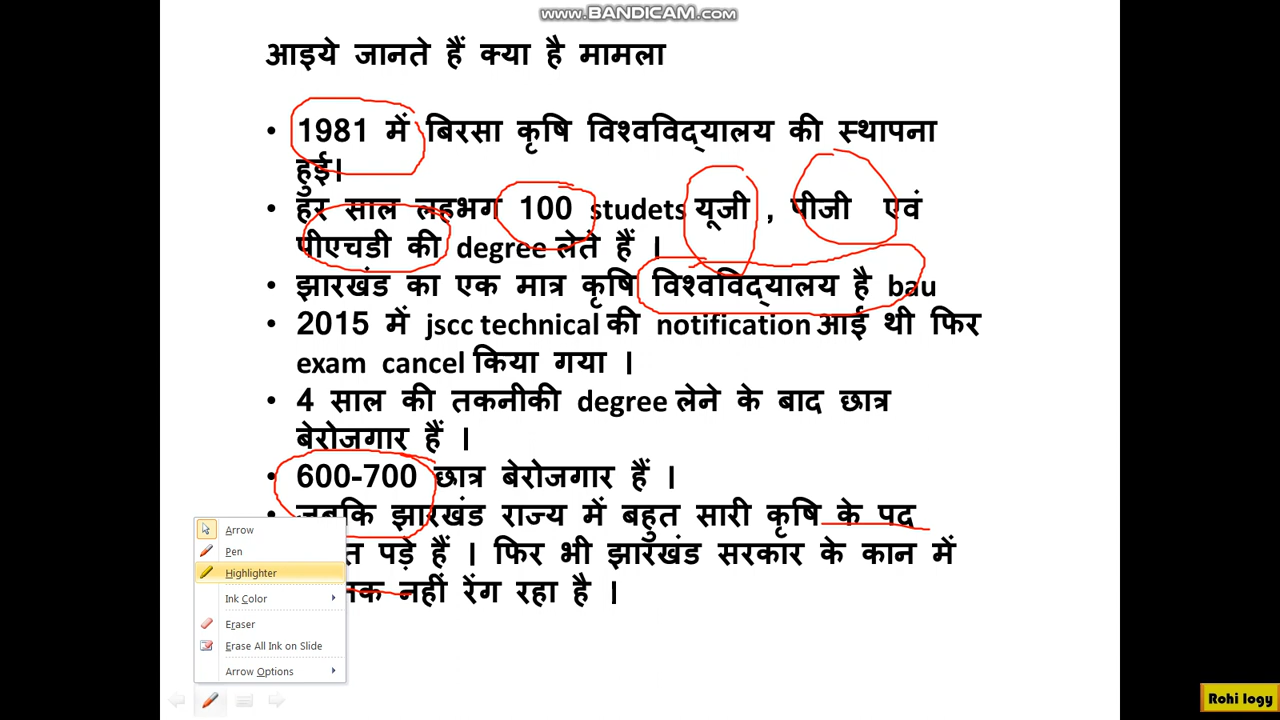 www.BANDICAM.com
आइये जानते हैं क्या है मामला
• 1981 में बिरसा कृषि विश्वविद्यालय की स्थापना
हुई।
• हर साल लहभग 100 studets यूजी , पीजी एवं
पीएचडी की degree लेते हैं ।
• झारखंड का एक मात्र कृषि विश्वविद्यालय है bau
• 2015 में jscc technical की notification आई थी फिर
exam cancel किया गया ।
• 4 साल की तकनीकी degree लेने के बाद छात्र
बेरोजगार हैं ।
• 600-700 छात्र बेरोजगार हैं ।
• जबकि झारखंड राज्य में बहुत सारी कृषि के पद
पड़े हैं । फिर भी झारखंड सरकार के कान में
नहीं रेंग रहा है ।
Arrow
Pen
Highlighter
Ink Color
Eraser
Erase All Ink on Slide
Arrow Options
Rohi logy